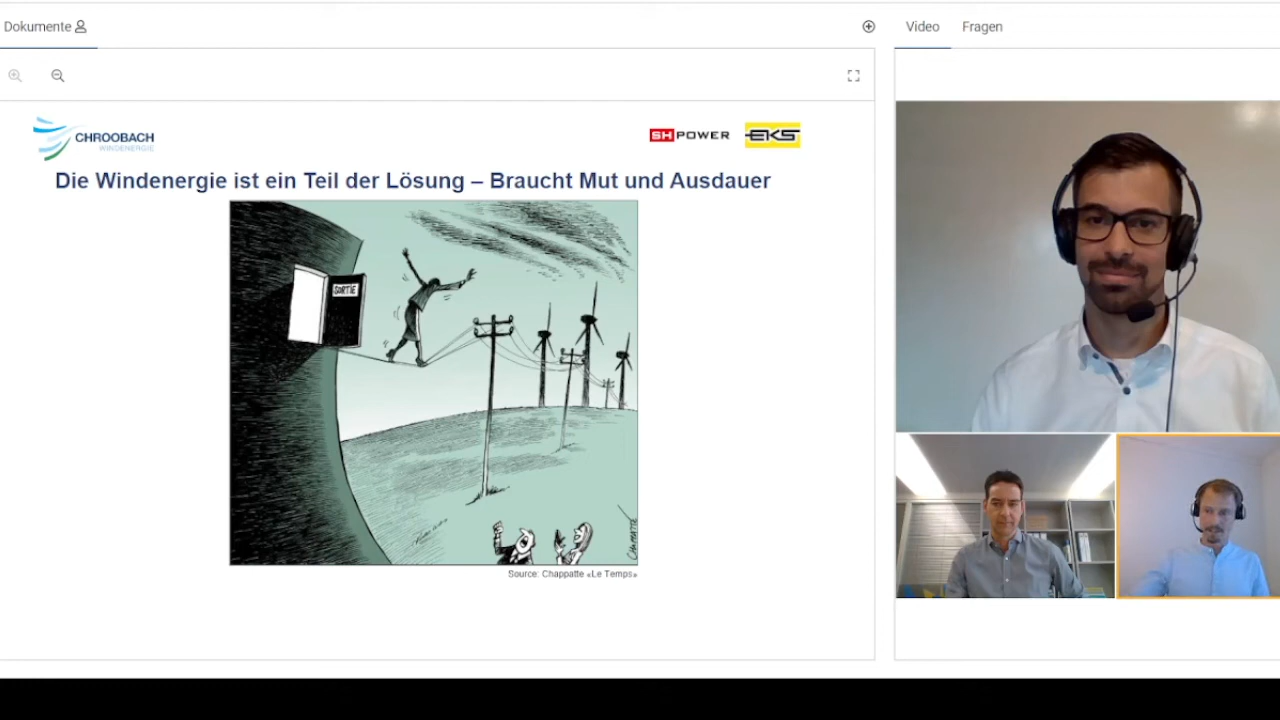 Dokumente
Video Fragen
CHROOBACH
WINDENERGIE
SH POWER
EKS
Die Windenergie ist ein Teil der Lösung – Braucht Mut und Ausdauer
SORTIE
CHAPPATTE
Source: Chappatte «Le Temps»